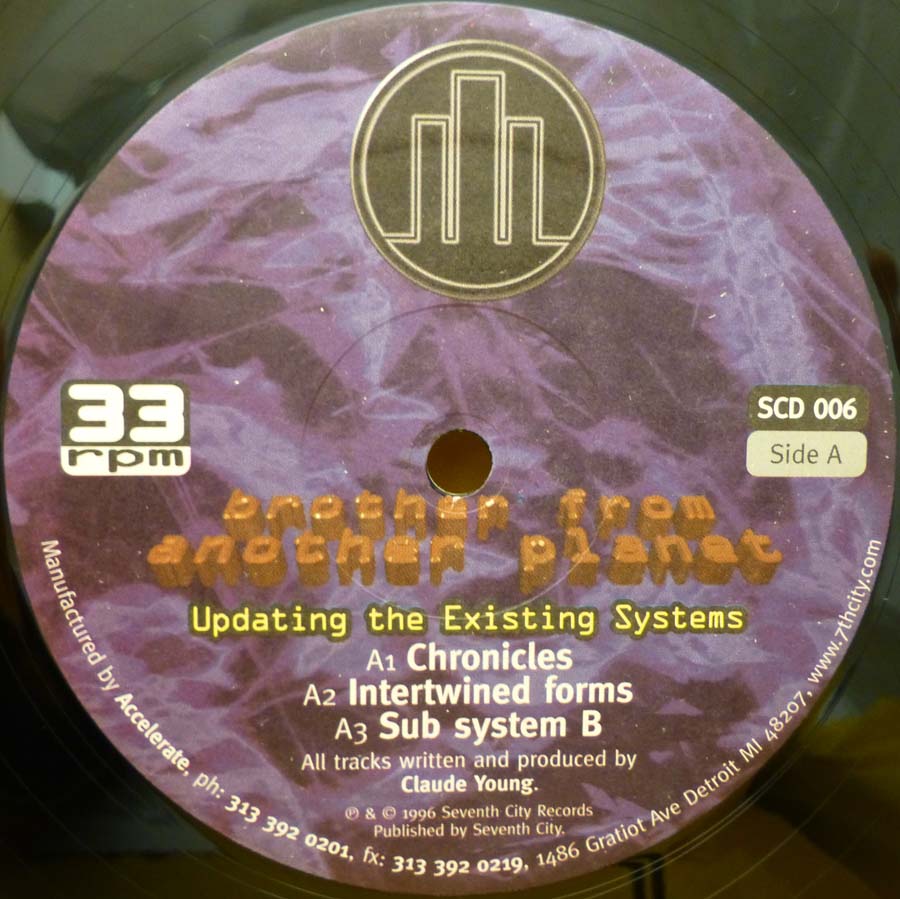 33
rpm
SCD 006
Side A
brother from
another planet
Updating the Existing Systems
A1 Chronicles
A2 Intertwined forms
A3 Sub system B
All tracks written and produced by
Claude Young.
℗ & © 1996 Seventh City Records
Published by Seventh City.
Manufactured by Accelerate, ph: 313 392 0201, fx: 313 392 0219, 1486 Gratiot Ave Detroit MI 48207, www.7thcity.com